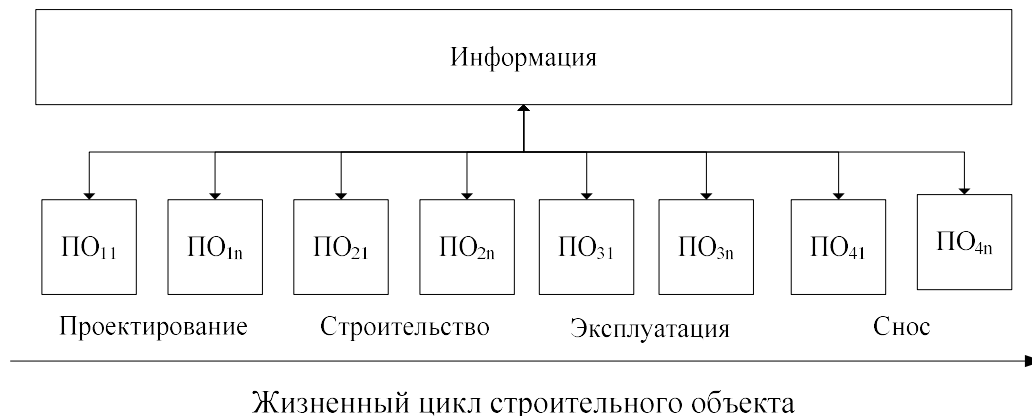 Информация
ПО₁₁ ПО₁ₙ ПО₂₁ ПО₂ₙ ПО₃₁ ПО₃ₙ ПО₄₁ ПО₄ₙ
Проектирование Строительство Эксплуатация Снос
Жизненный цикл строительного объекта